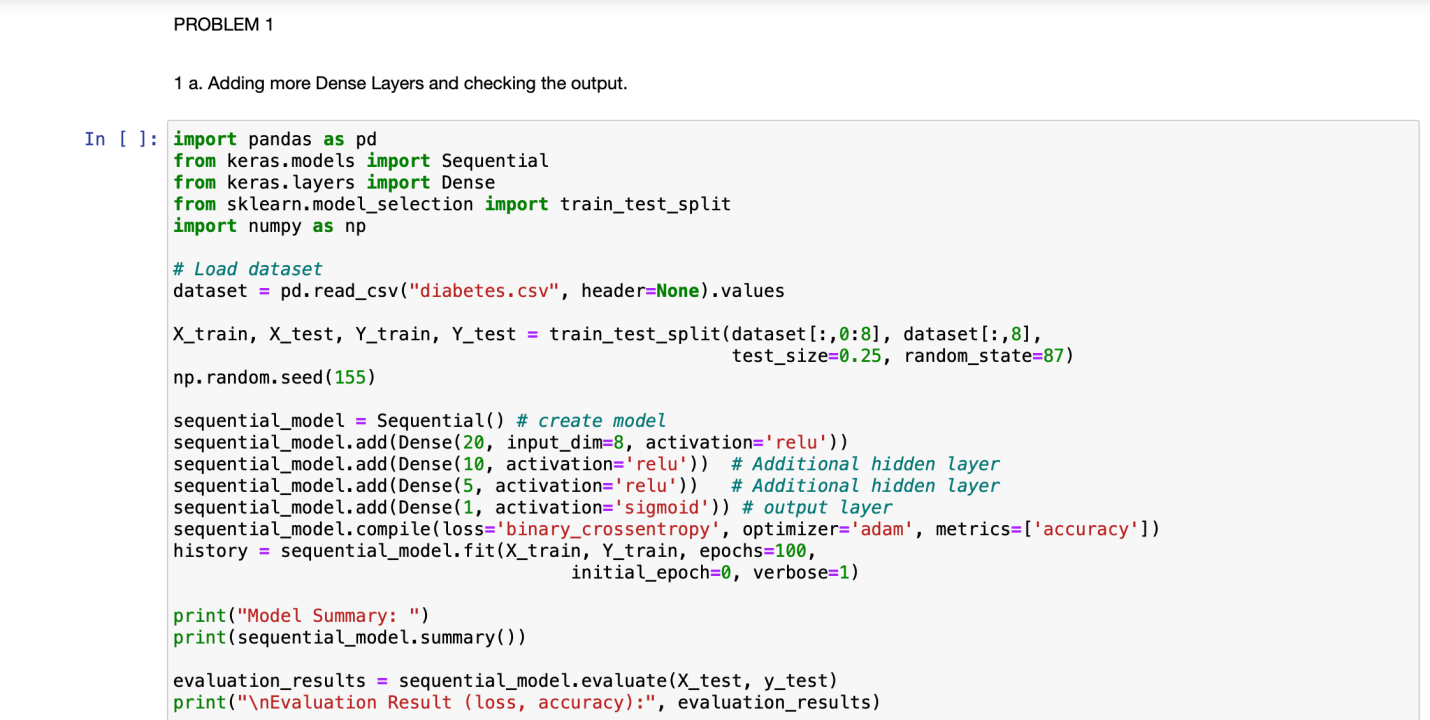 PROBLEM 1
1 a. Adding more Dense Layers and checking the output.
In [ ]: import pandas as pd
from keras.models import Sequential
from keras.layers import Dense
from sklearn.model_selection import train_test_split
import numpy as np
# Load dataset
dataset = pd.read_csv("diabetes.csv", header=None).values
X_train, X_test, Y_train, Y_test = train_test_split(dataset[:,0:8], dataset[:,8],
test_size=0.25, random_state=87)
np.random.seed(155)
sequential_model = Sequential() # create model
sequential_model.add(Dense(20, input_dim=8, activation='relu'))
sequential_model.add(Dense(10, activation='relu'))  # Additional hidden layer
sequential_model.add(Dense(5, activation='relu'))   # Additional hidden layer
sequential_model.add(Dense(1, activation='sigmoid')) # output layer
sequential_model.compile(loss='binary_crossentropy', optimizer='adam', metrics=['accuracy'])
history = sequential_model.fit(X_train, Y_train, epochs=100,
initial_epoch=0, verbose=1)
print("Model Summary: ")
print(sequential_model.summary())
evaluation_results = sequential_model.evaluate(X_test, y_test)
print("\nEvaluation Result (loss, accuracy):", evaluation_results)